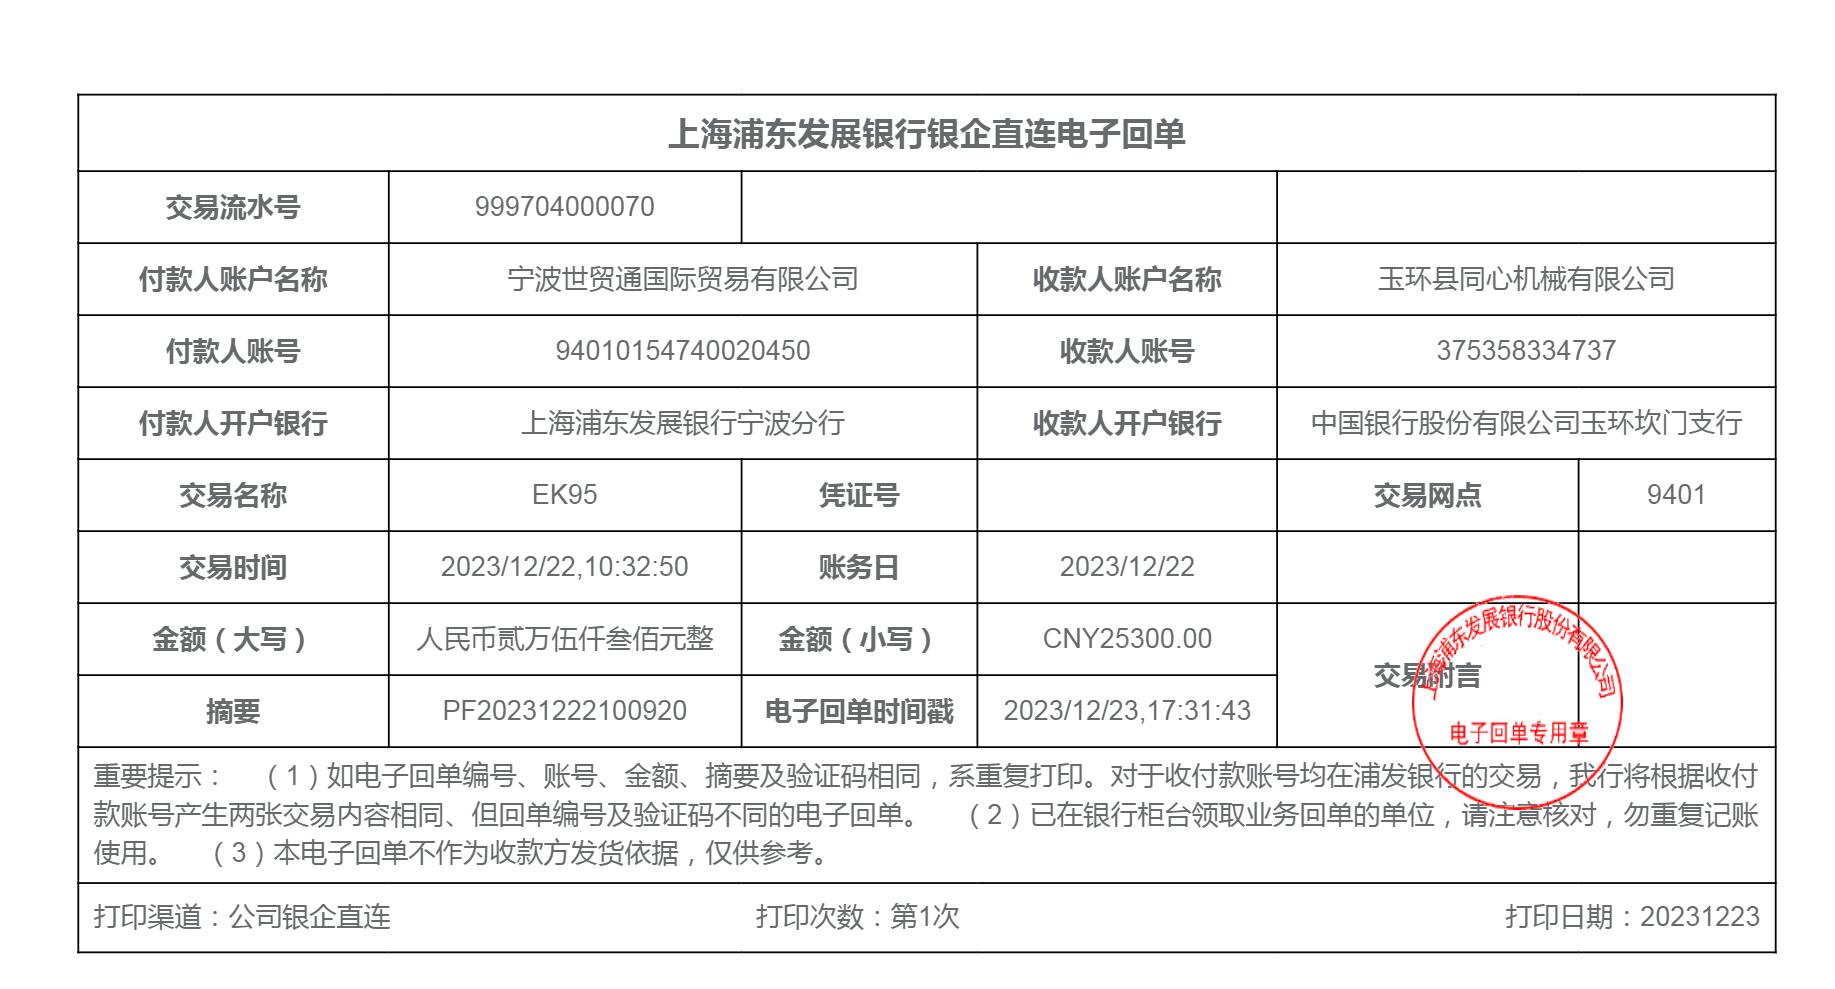 上海浦东发展银行银企直连电子回单
交易流水号 999704000070
付款人账户名称 宁波世贸通国际贸易有限公司 收款人账户名称 玉环县同心机械有限公司
付款人账号 94010154740020450 收款人账号 375358334737
付款人开户银行 上海浦东发展银行宁波分行 收款人开户银行 中国银行股份有限公司玉环坎门支行
交易名称 EK95 凭证号 交易网点 9401
交易时间 2023/12/22,10:32:50 账务日 2023/12/22
金额（大写） 人民币贰万伍仟叁佰元整 金额（小写） CNY25300.00
交易附言
摘要 PF20231222100920 电子回单时间戳 2023/12/23,17:31:43
上海浦东发展银行股份有限公司
电子回单专用章
重要提示： （1）如电子回单编号、账号、金额、摘要及验证码相同，系重复打印。对于收付款账号均在浦发银行的交易，我行将根据收付
款账号产生两张交易内容相同、但回单编号及验证码不同的电子回单。 （2）已在银行柜台领取业务回单的单位，请注意核对，勿重复记账
使用。 （3）本电子回单不作为收款方发货依据，仅供参考。
打印渠道：公司银企直连 打印次数：第1次 打印日期：20231223